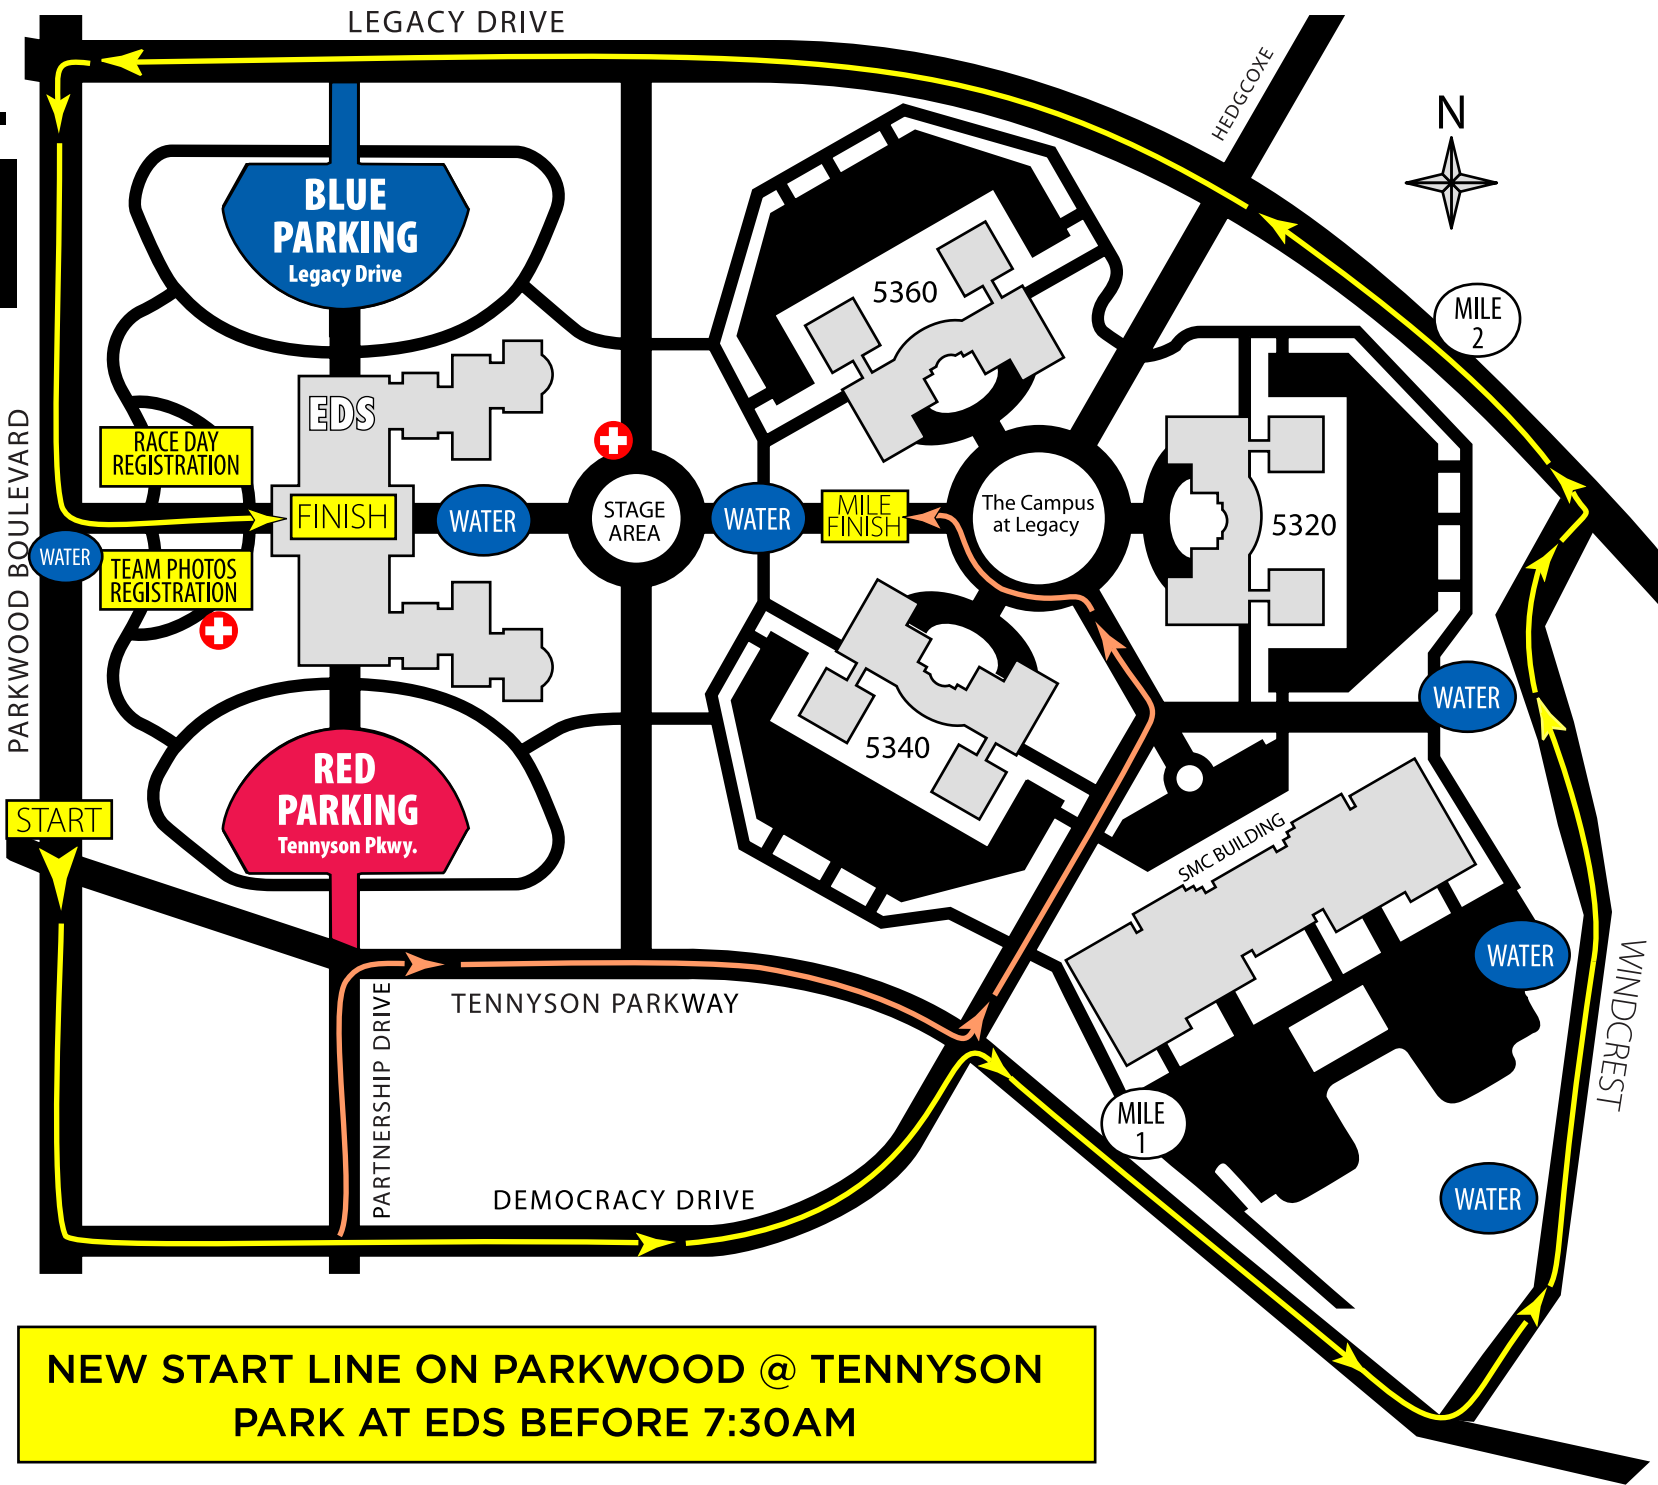 LEGACY DRIVE
HEDGCOXE
N
BLUE
PARKING
Legacy Drive
5360
MILE
2
EDS
PARKWOOD BOULEVARD
RACE DAY
REGISTRATION
FINISH
WATER
STAGE
AREA
WATER
MILE
FINISH
The Campus
at Legacy
5320
WATER
TEAM PHOTOS
REGISTRATION
WATER
5340
RED
PARKING
Tennyson Pkwy.
START
SMC BUILDING
WATER
WINDCREST
TENNYSON PARKWAY
PARTNERSHIP DRIVE
MILE
1
DEMOCRACY DRIVE
WATER
NEW START LINE ON PARKWOOD @ TENNYSON
PARK AT EDS BEFORE 7:30AM